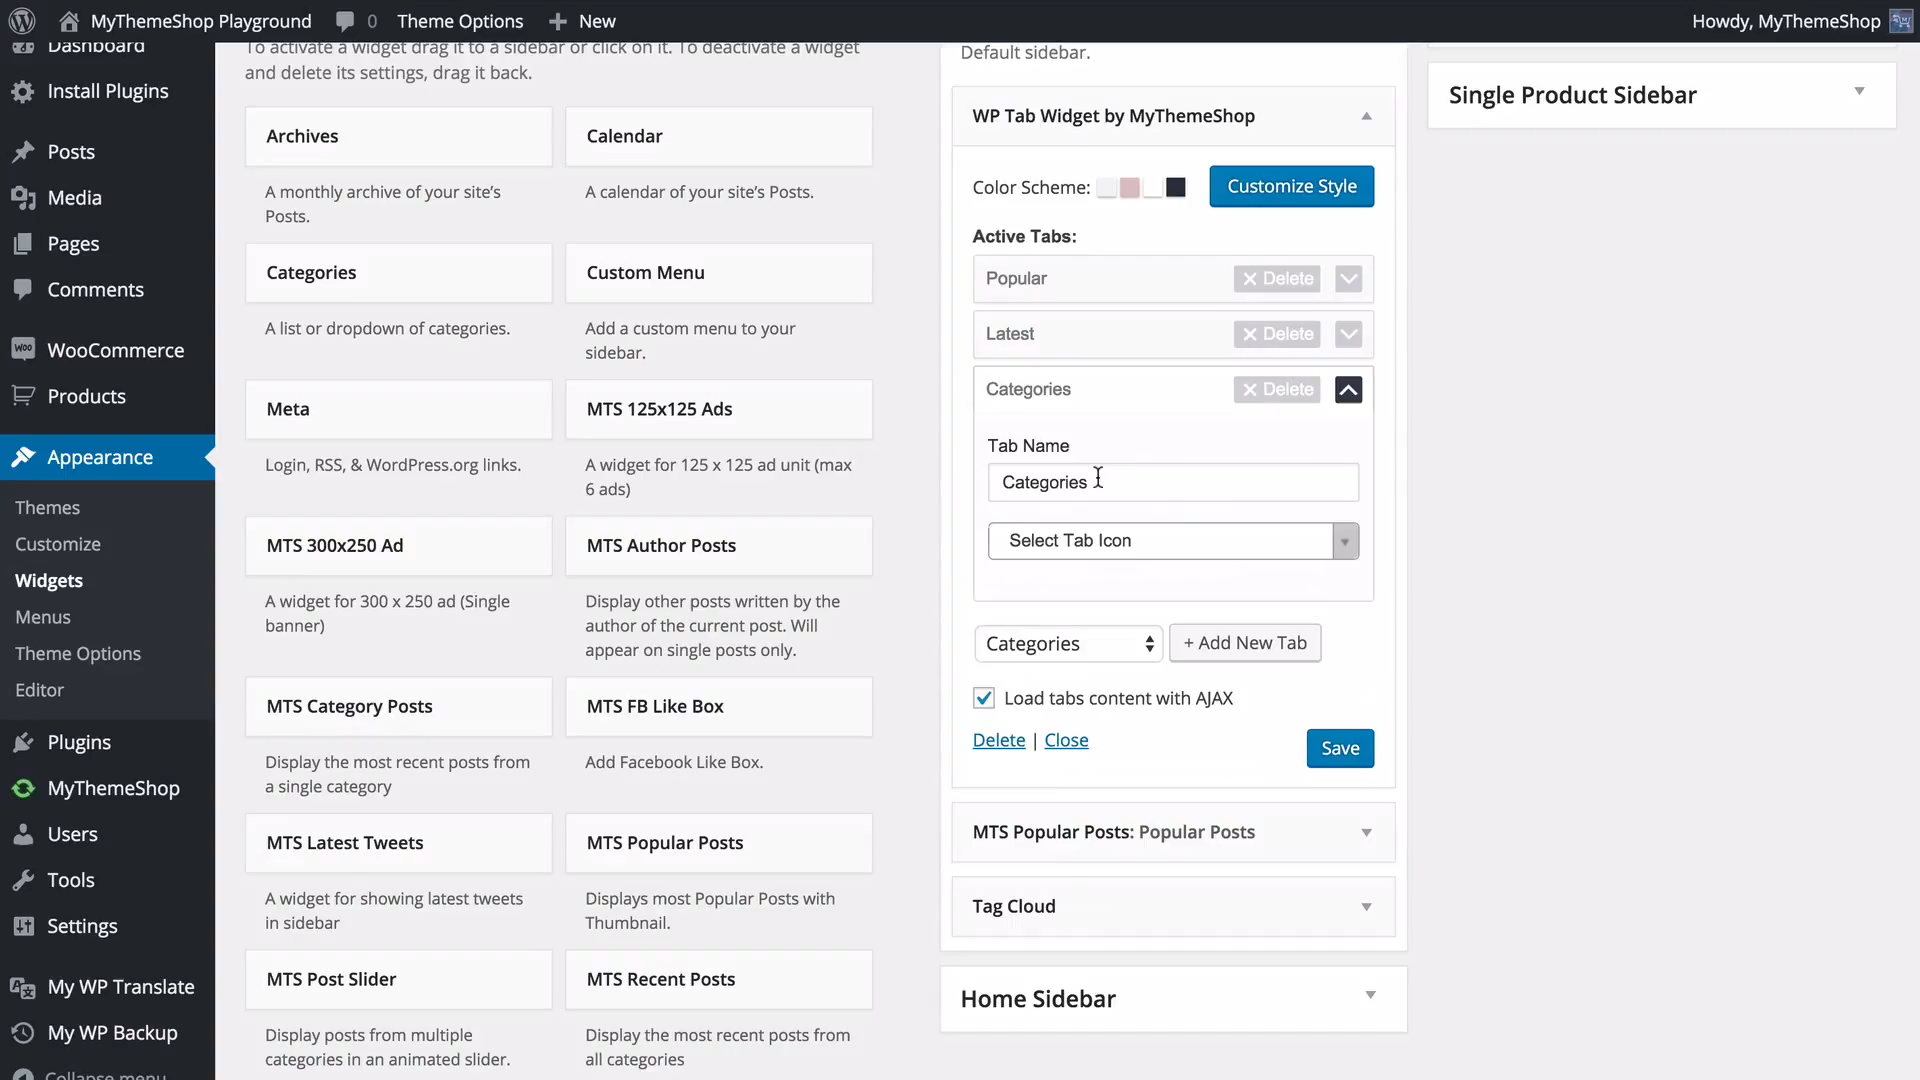 MyThemeShop Playground
0
Theme Options
New
Howdy, MyThemeShop
Dashboard
Install Plugins
Posts
Media
Pages
Comments
WooCommerce
Products
Appearance
Themes
Customize
Widgets
Menus
Theme Options
Editor
Plugins
MyThemeShop
Users
Tools
Settings
My WP Translate
My WP Backup
Collapse menu
To activate a widget drag it to a sidebar or click on it. To deactivate a widget
and delete its settings, drag it back.
Archives
A monthly archive of your site's
Posts.
Calendar
A calendar of your site's Posts.
Categories
A list or dropdown of categories.
Custom Menu
Add a custom menu to your
sidebar.
Meta
Login, RSS, & WordPress.org links.
MTS 125x125 Ads
A widget for 125 x 125 ad unit (max
6 ads)
MTS 300x250 Ad
A widget for 300 x 250 ad (Single
banner)
MTS Author Posts
Display other posts written by the
author of the current post. Will
appear on single posts only.
MTS Category Posts
Display the most recent posts from
a single category
MTS FB Like Box
Add Facebook Like Box.
MTS Latest Tweets
A widget for showing latest tweets
in sidebar
MTS Popular Posts
Displays most Popular Posts with
Thumbnail.
MTS Post Slider
Display posts from multiple
categories in an animated slider.
MTS Recent Posts
Display the most recent posts from
all categories
Default sidebar.
WP Tab Widget by MyThemeShop
Color Scheme:
Customize Style
Active Tabs:
Popular
Delete
Latest
Delete
Categories
Delete
Tab Name
Categories
Select Tab Icon
Categories
+ Add New Tab
Load tabs content with AJAX
Delete | Close
Save
MTS Popular Posts: Popular Posts
Tag Cloud
Home Sidebar
Single Product Sidebar